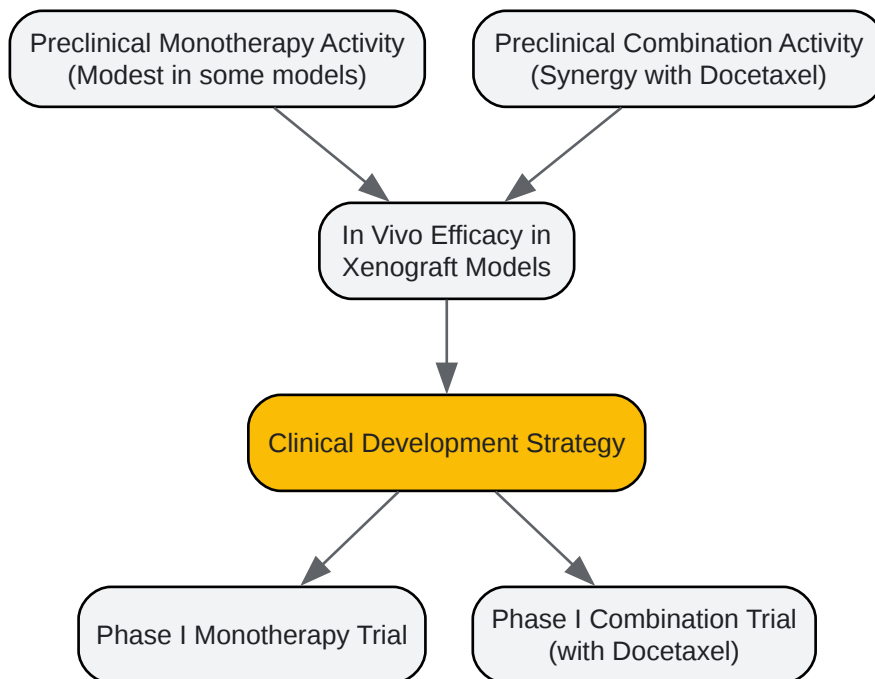 Preclinical Monotherapy Activity
(Modest in some models)
Preclinical Combination Activity
(Synergy with Docetaxel)
In Vivo Efficacy in
Xenograft Models
Clinical Development Strategy
Phase I Monotherapy Trial
Phase I Combination Trial
(with Docetaxel)